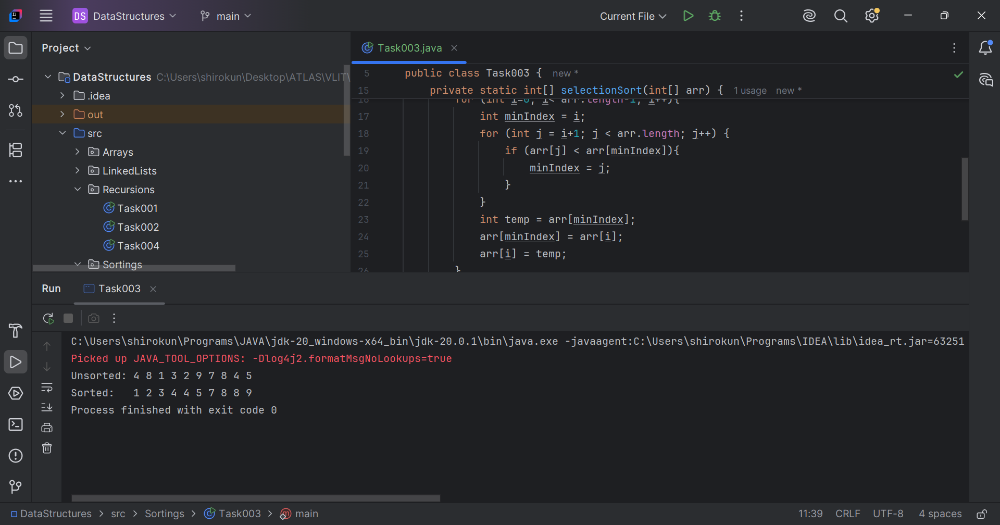 DS DataStructures main Current File
Project
DataStructures C:\Users\shirokun\Desktop\ATLAS\VLIT\
.idea
out
src
Arrays
LinkedLists
Recursions
Task001
Task002
Task004
Sortings
Task003.java
5 public class Task003 { new *
15 private static int[] selectionSort(int[] arr) { 1 usage new *
16 for (int i=0; i< arr.length-1; i++){
17 int minIndex = i;
18 for (int j = i+1; j < arr.length; j++) {
19 if (arr[j] < arr[minIndex]){
20 minIndex = j;
21 }
22 }
23 int temp = arr[minIndex];
24 arr[minIndex] = arr[i];
25 arr[i] = temp;
26 }
Run Task003
C:\Users\shirokun\Programs\JAVA\jdk-20_windows-x64_bin\jdk-20.0.1\bin\java.exe -javaagent:C:\Users\shirokun\Programs\IDEA\lib\idea_rt.jar=63251
Picked up JAVA_TOOL_OPTIONS: -Dlog4j2.formatMsgNoLookups=true
Unsorted: 4 8 1 3 2 9 7 8 4 5
Sorted:   1 2 3 4 4 5 7 8 8 9
Process finished with exit code 0
DataStructures > src > Sortings > Task003 > main 11:39 CRLF UTF-8 4 spaces